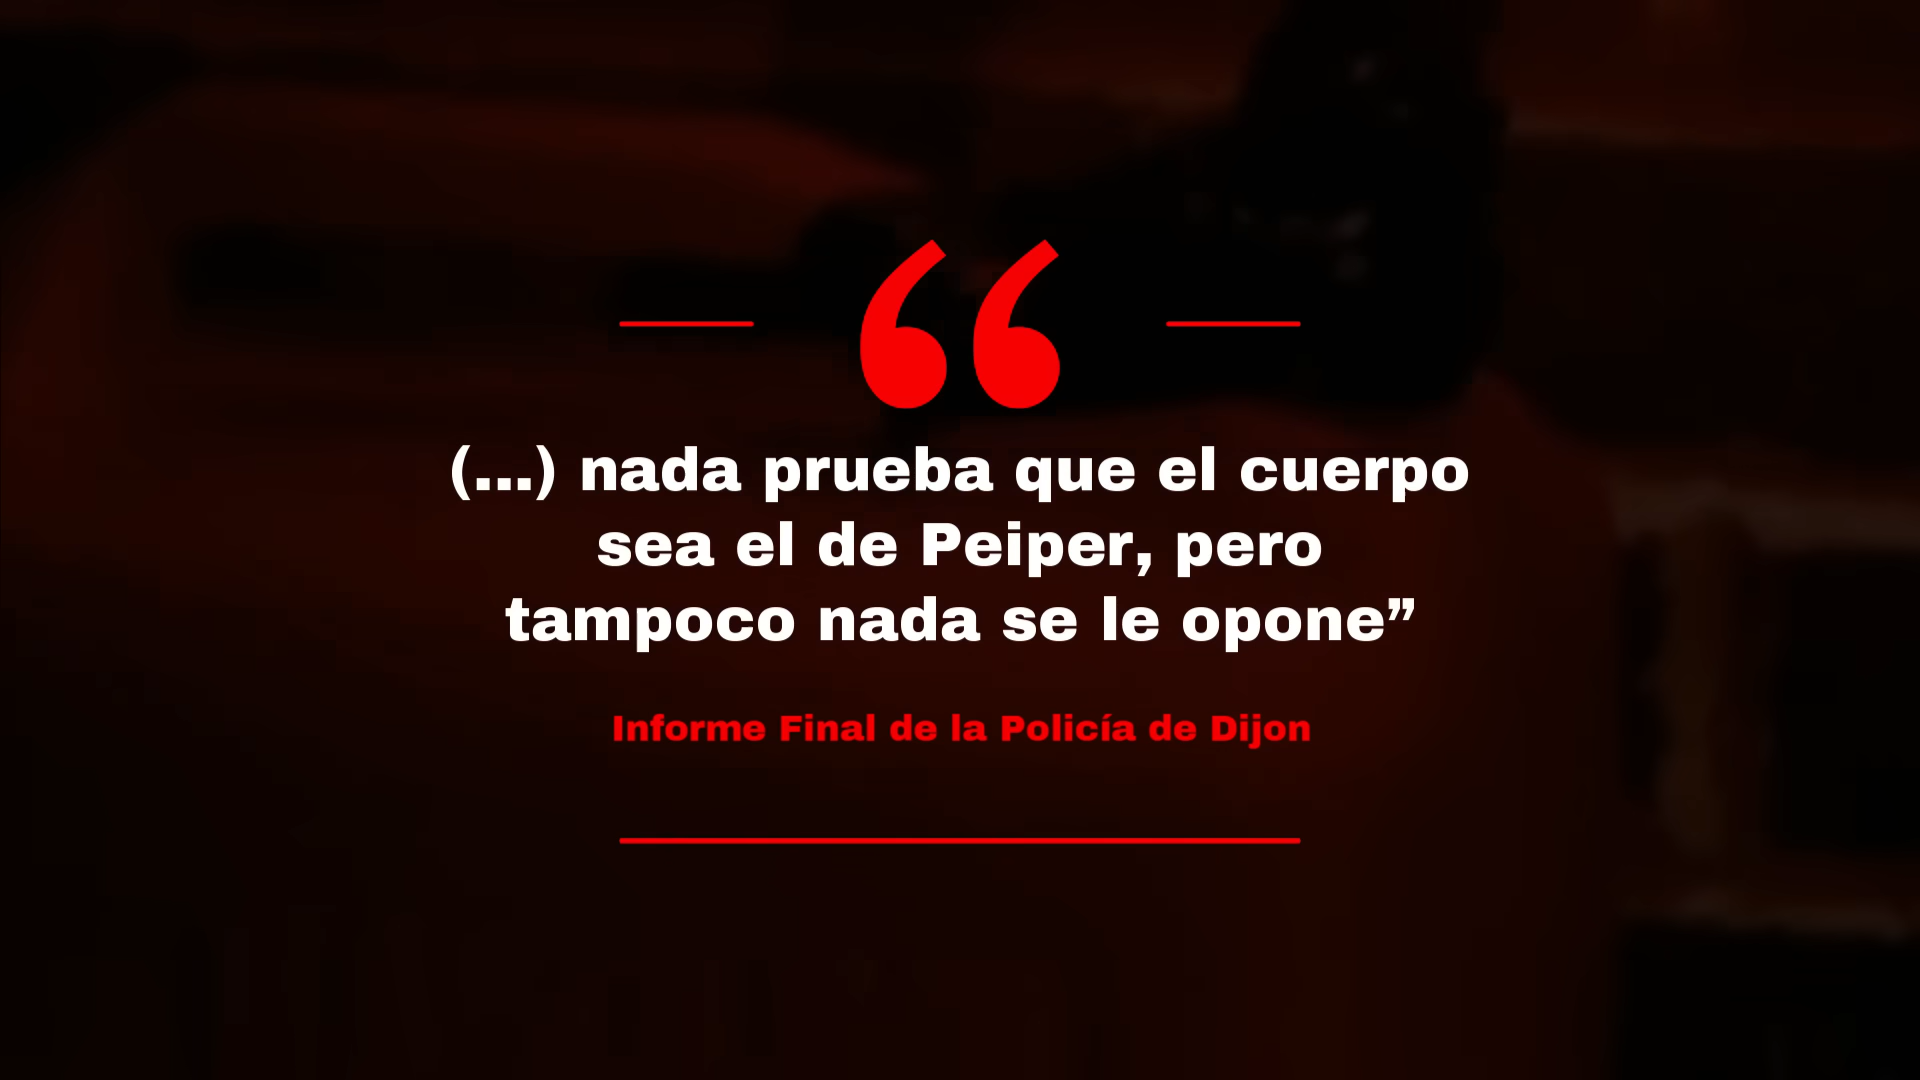 “
(...) nada prueba que el cuerpo
sea el de Peiper, pero
tampoco nada se le opone”
Informe Final de la Policía de Dijon